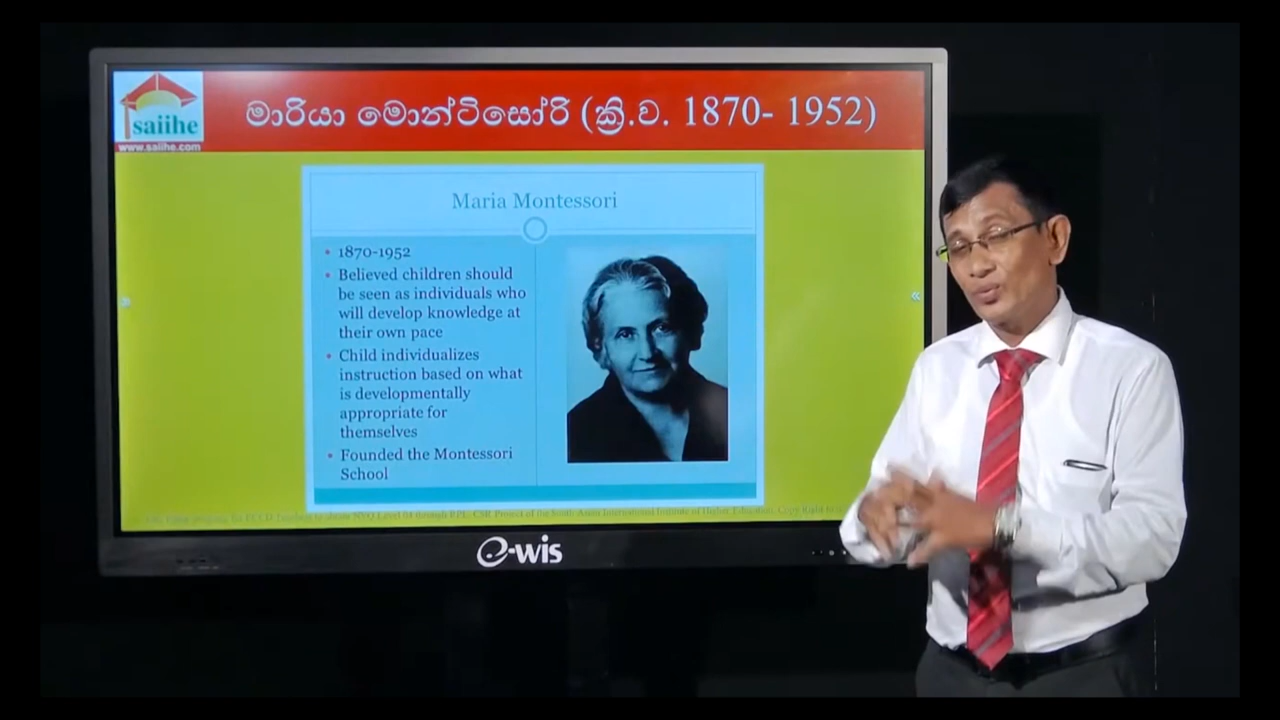 saiihe
www.saiihe.com
මාරියා මොන්ටිසෝරි (ක්‍රි.ව. 1870- 1952)
Maria Montessori
• 1870-1952
• Believed children should
be seen as individuals who
will develop knowledge at
their own pace
• Child individualizes
instruction based on what
is developmentally
appropriate for
themselves
• Founded the Montessori
School
e-wis